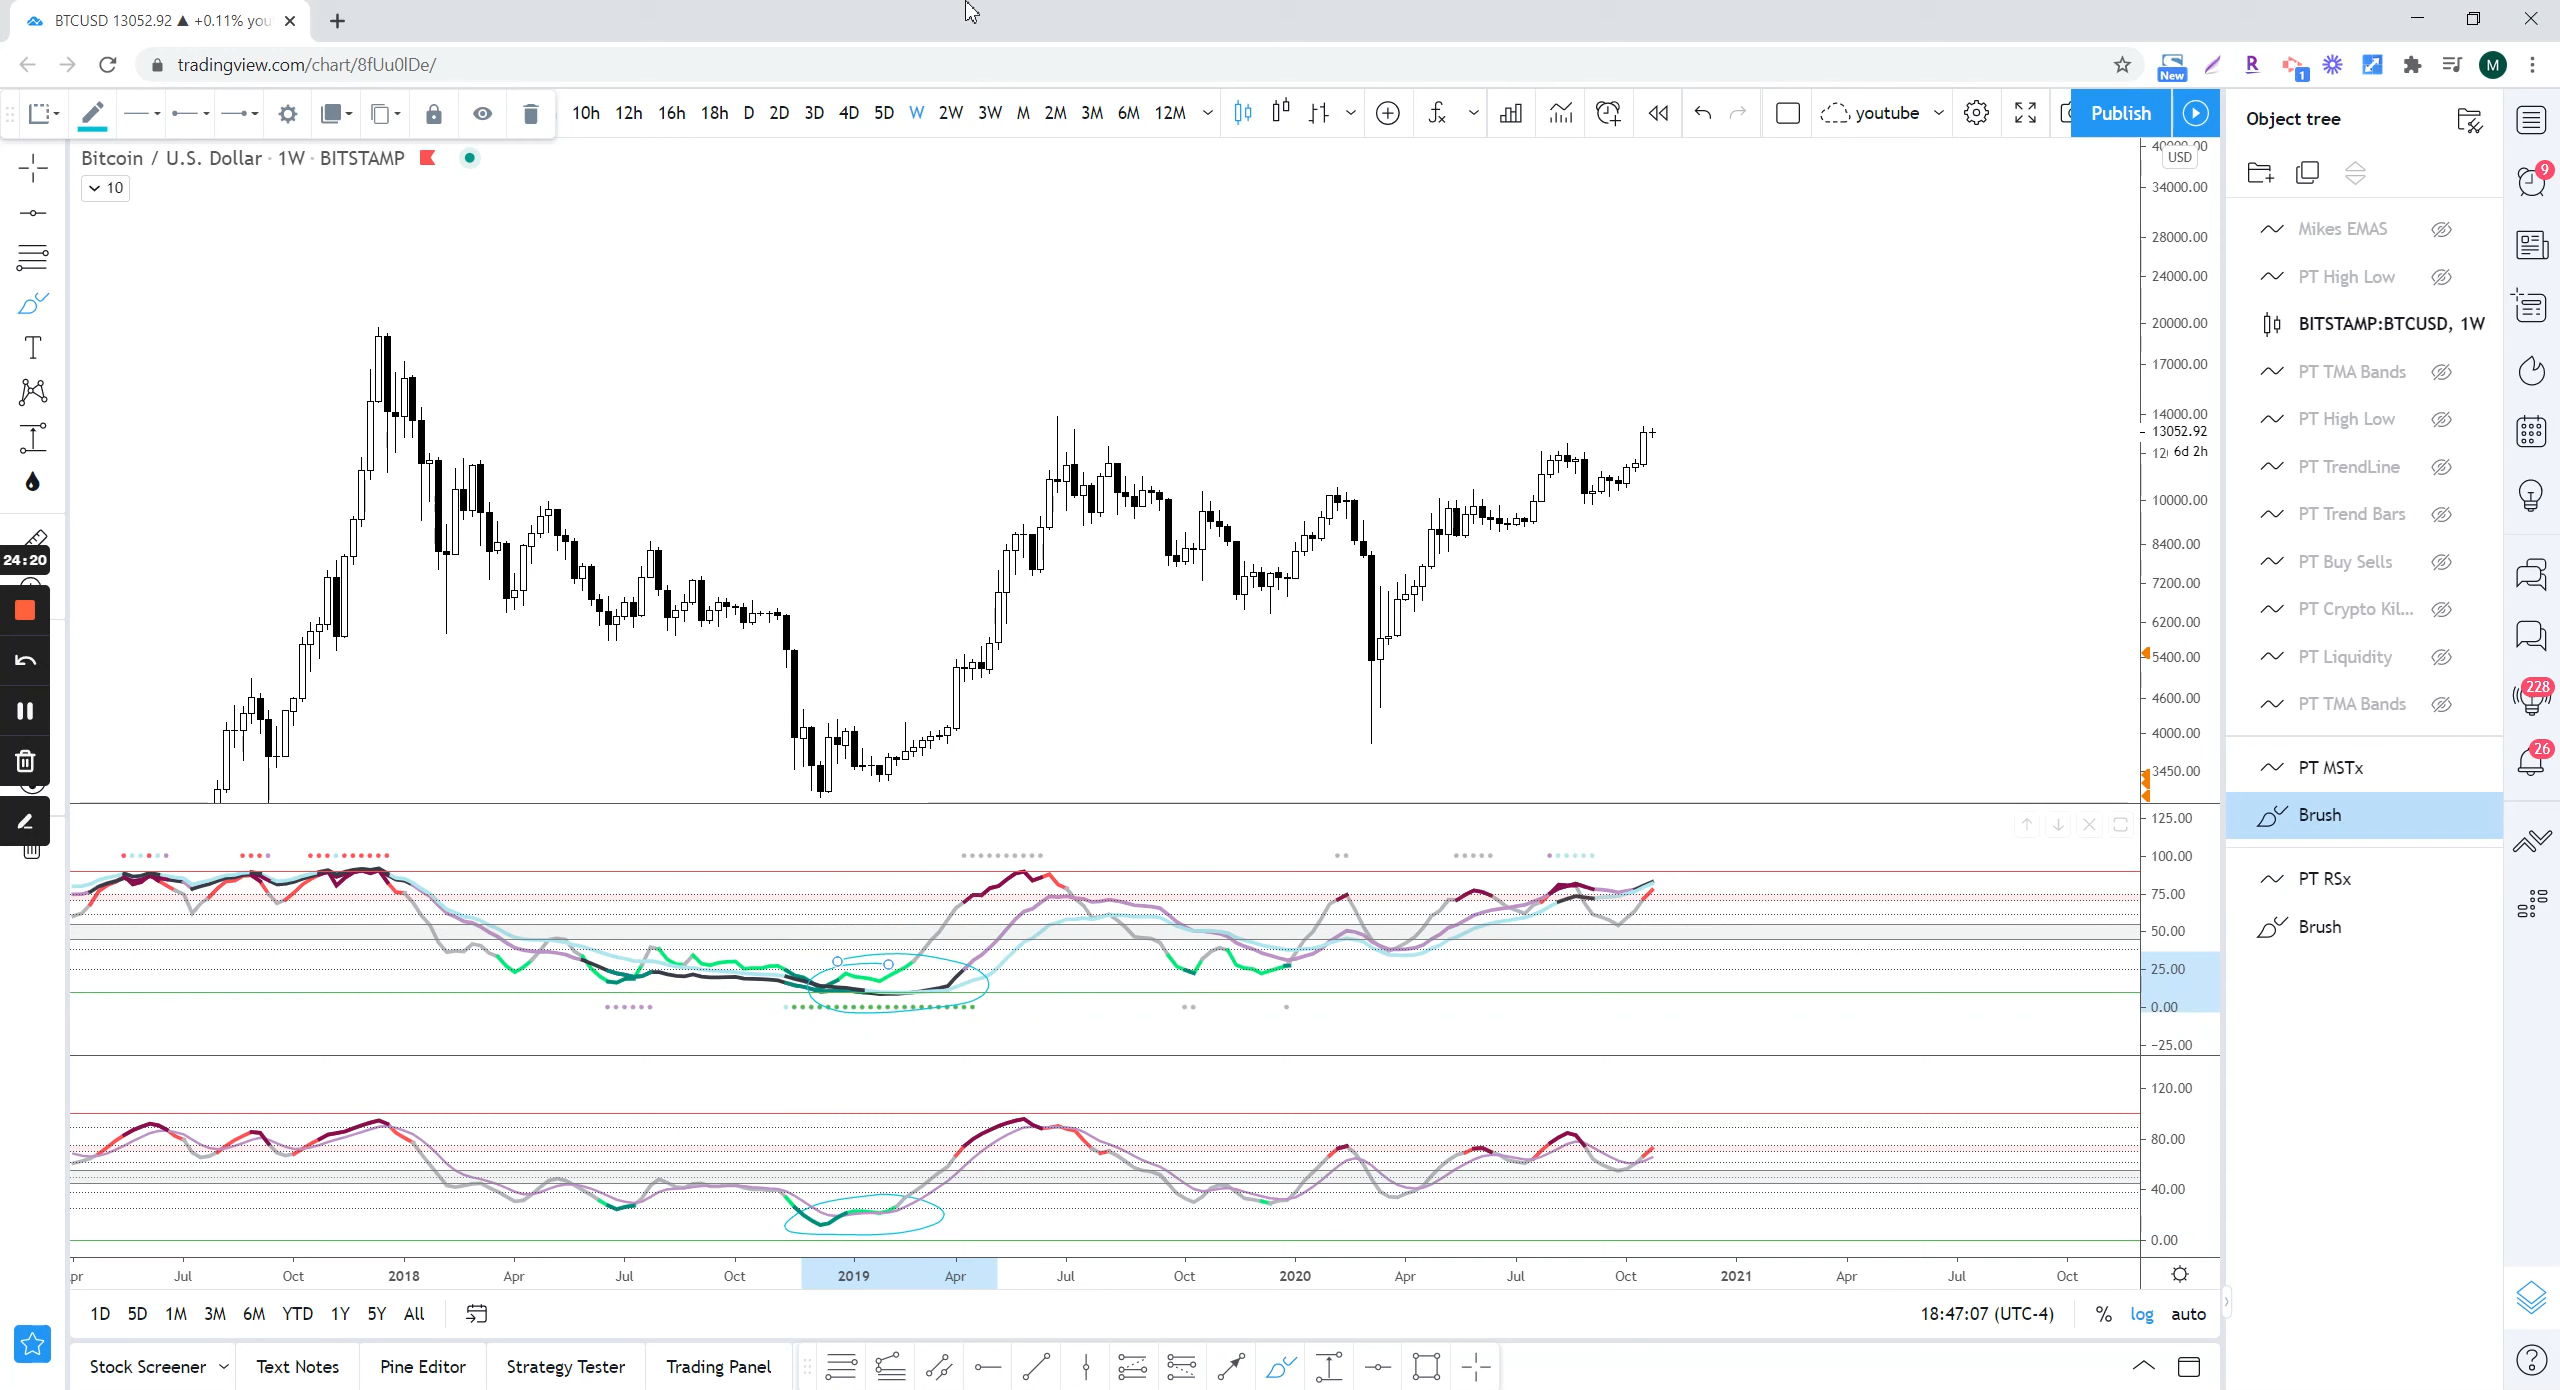 BTCUSD 13052.92 ▲ +0.11% you
tradingview.com/chart/8fUu0IDe/
New
R
1
M
10h 12h 16h 18h D 2D 3D 4D 5D W 2W 3W M 2M 3M 6M 12M
youtube
Publish
Object tree
Bitcoin / U.S. Dollar · 1W · BITSTAMP
10
USD
34000.00
28000.00
24000.00
20000.00
17000.00
14000.00
13052.92
6d 2h
10000.00
8400.00
7200.00
6200.00
5400.00
4600.00
4000.00
3450.00
125.00
100.00
75.00
50.00
25.00
0.00
-25.00
120.00
80.00
40.00
0.00
24:20
Mikes EMAS
PT High Low
BITSTAMP:BTCUSD, 1W
PT TMA Bands
PT High Low
PT TrendLine
PT Trend Bars
PT Buy Sells
PT Crypto Kil...
PT Liquidity
PT TMA Bands
PT MSTx
Brush
PT RSx
Brush
9
228
26
pr Jul Oct 2018 Apr Jul Oct 2019 Apr Jul Oct 2020 Apr Jul Oct 2021 Apr Jul Oct
1D 5D 1M 3M 6M YTD 1Y 5Y All
18:47:07 (UTC-4) % log auto
Stock Screener Text Notes Pine Editor Strategy Tester Trading Panel